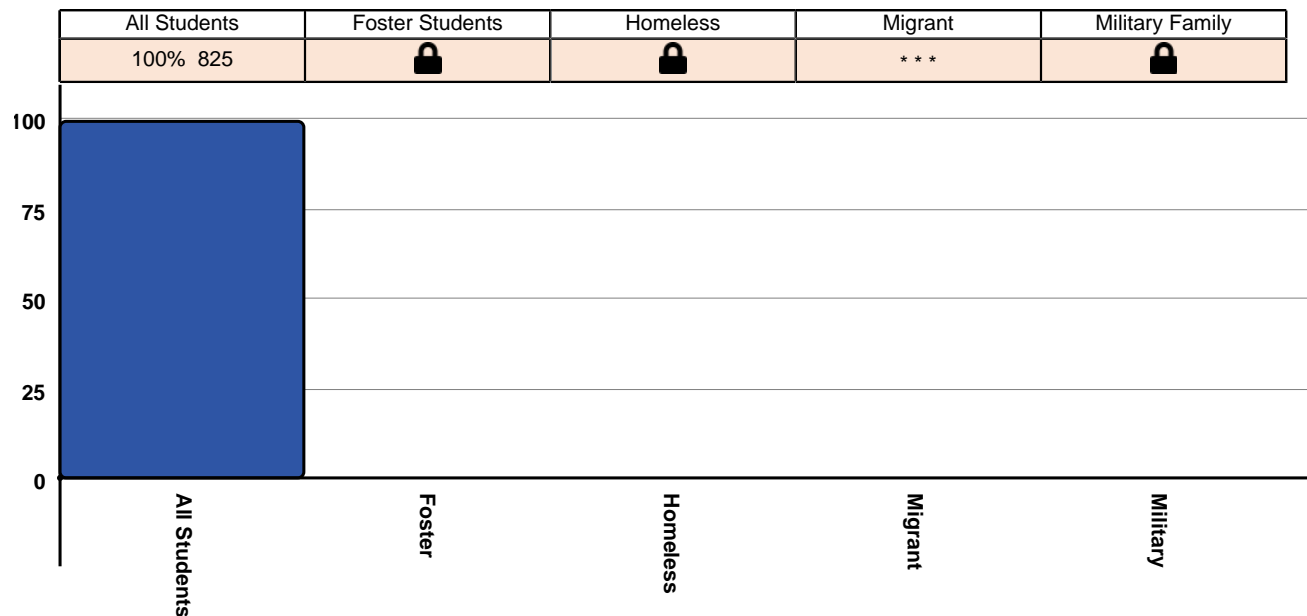 All Students Foster Students Homeless Migrant Military Family
100% 825 * * *
100
75
50
25
0
All Students Foster Homeless Migrant Military